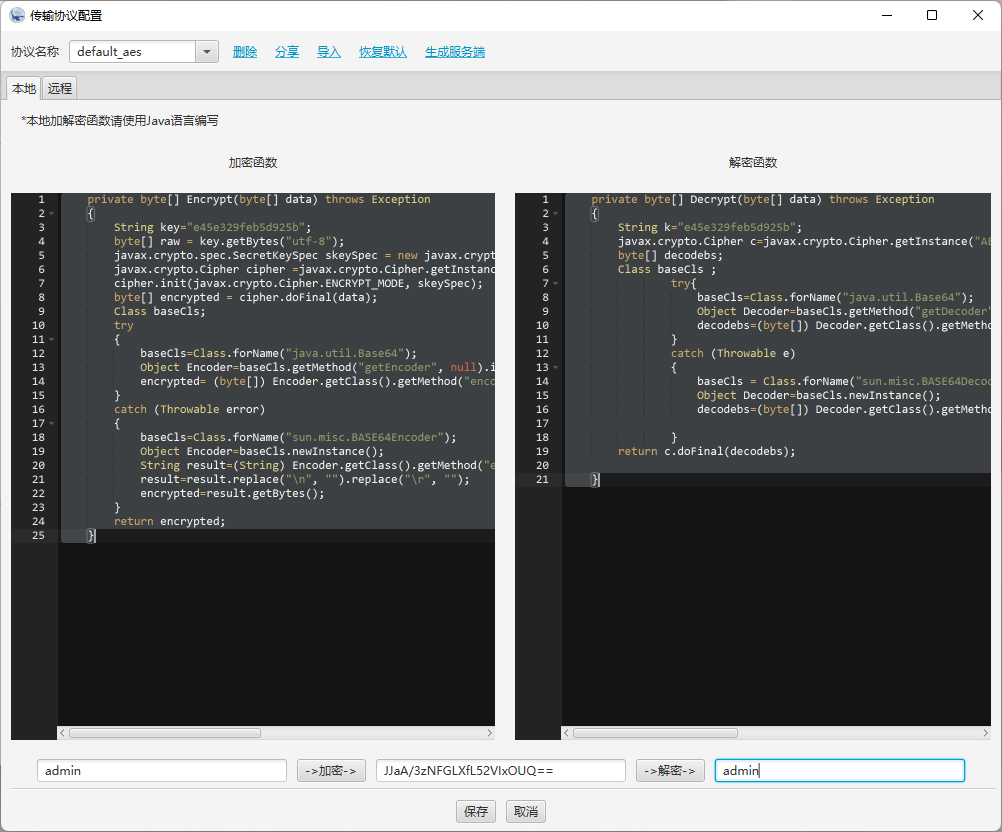 传输协议配置
协议名称 default_aes 删除 分享 导入 恢复默认 生成服务端
本地 远程
*本地加解密函数请使用Java语言编写
加密函数
1 private byte[] Encrypt(byte[] data) throws Exception
2 {
3 String key="e45e329feb5d925b";
4 byte[] raw = key.getBytes("utf-8");
5 javax.crypto.spec.SecretKeySpec skeySpec = new javax.crypt
6 javax.crypto.Cipher cipher =javax.crypto.Cipher.getInstanc
7 cipher.init(javax.crypto.Cipher.ENCRYPT_MODE, skeySpec);
8 byte[] encrypted = cipher.doFinal(data);
9 Class baseCls;
10 try
11 {
12 baseCls=Class.forName("java.util.Base64");
13 Object Encoder=baseCls.getMethod("getEncoder", null).i
14 encrypted= (byte[]) Encoder.getClass().getMethod("enco
15 }
16 catch (Throwable error)
17 {
18 baseCls=Class.forName("sun.misc.BASE64Encoder");
19 Object Encoder=baseCls.newInstance();
20 String result=(String) Encoder.getClass().getMethod("e
21 result=result.replace("\n", "").replace("\r", "");
22 encrypted=result.getBytes();
23 }
24 return encrypted;
25 }
解密函数
1 private byte[] Decrypt(byte[] data) throws Exception
2 {
3 String k="e45e329feb5d925b";
4 javax.crypto.Cipher c=javax.crypto.Cipher.getInstance("AE
5 byte[] decodebs;
6 Class baseCls ;
7 try{
8 baseCls=Class.forName("java.util.Base64");
9 Object Decoder=baseCls.getMethod("getDecoder"
10 decodebs=(byte[]) Decoder.getClass().getMetho
11 }
12 catch (Throwable e)
13 {
14 baseCls = Class.forName("sun.misc.BASE64Deco
15 Object Decoder=baseCls.newInstance();
16 decodebs=(byte[]) Decoder.getClass().getMetho
17
18 }
19 return c.doFinal(decodebs);
20
21 }
admin ->加密-> JJaA/3zNFGLXfL52VIxOUQ== ->解密-> admin
保存 取消